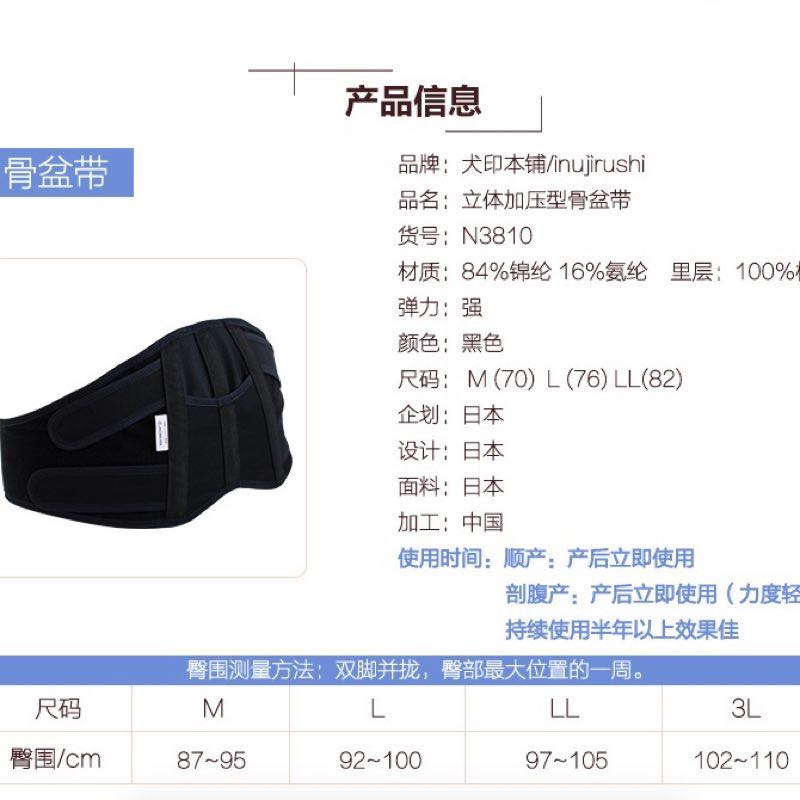 产品信息
骨盆带
品牌：犬印本铺/inujirushi
品名：立体加压型骨盆带
货号：N3810
材质：84%锦纶 16%氨纶 里层：100%
弹力：强
颜色：黑色
尺码： M (70) L (76) LL(82)
企划：日本
设计：日本
面料：日本
加工：中国
使用时间：顺产：产后立即使用
剖腹产：产后立即使用（力度轻
持续使用半年以上效果佳
臀围测量方法：双脚并拢，臀部最大位置的一周。
尺码 M L LL 3L
臀围/cm 87~95 92~100 97~105 102~110